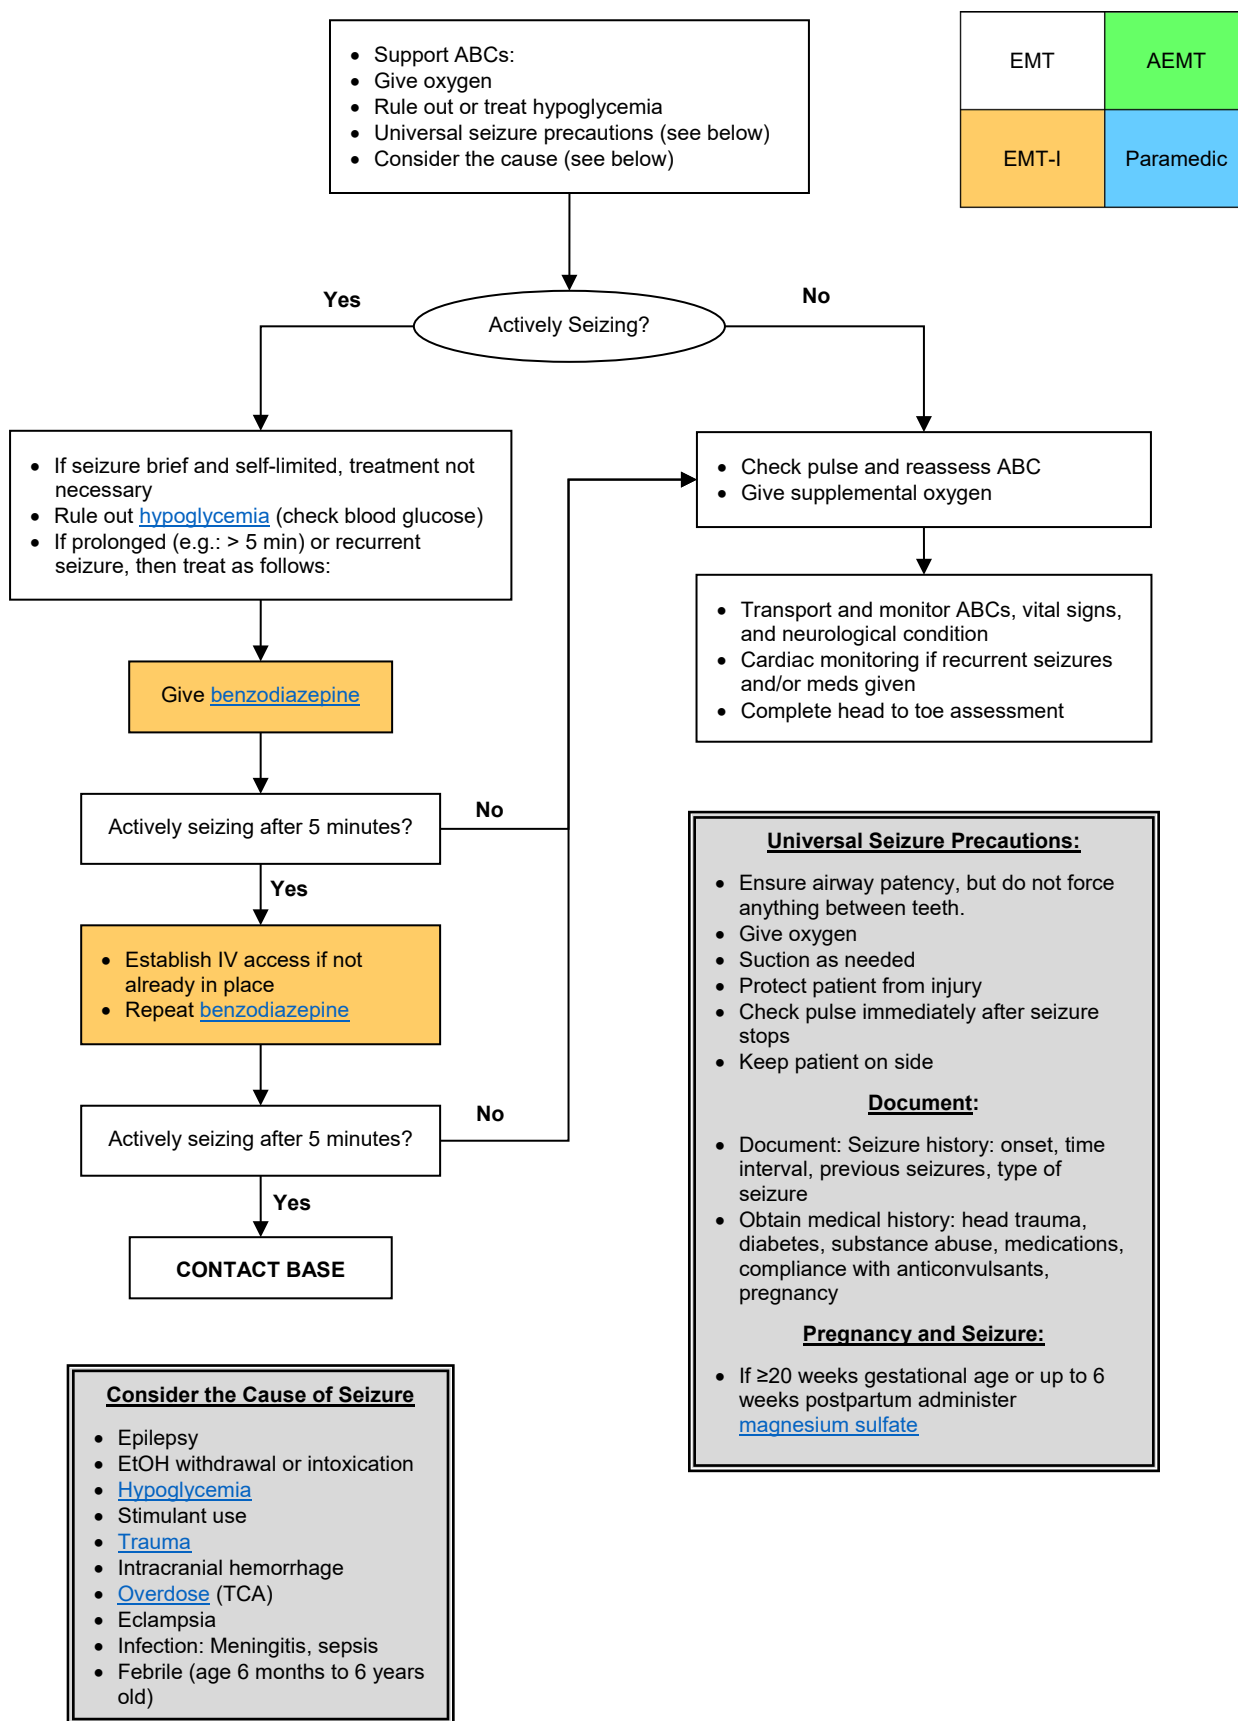 • Support ABCs:
• Give oxygen
• Rule out or treat hypoglycemia
• Universal seizure precautions (see below)
• Consider the cause (see below)
EMT
AEMT
EMT-I
Paramedic
Yes
No
Actively Seizing?
• If seizure brief and self-limited, treatment not
necessary
• Rule out hypoglycemia (check blood glucose)
• If prolonged (e.g.: > 5 min) or recurrent
seizure, then treat as follows:
• Check pulse and reassess ABC
• Give supplemental oxygen
• Transport and monitor ABCs, vital signs,
and neurological condition
• Cardiac monitoring if recurrent seizures
and/or meds given
• Complete head to toe assessment
Give benzodiazepine
Actively seizing after 5 minutes?
No
Yes
• Establish IV access if not
already in place
• Repeat benzodiazepine
Actively seizing after 5 minutes?
No
Yes
CONTACT BASE
Universal Seizure Precautions:
• Ensure airway patency, but do not force
anything between teeth.
• Give oxygen
• Suction as needed
• Protect patient from injury
• Check pulse immediately after seizure
stops
• Keep patient on side
Document:
• Document: Seizure history: onset, time
interval, previous seizures, type of
seizure
• Obtain medical history: head trauma,
diabetes, substance abuse, medications,
compliance with anticonvulsants,
pregnancy
Pregnancy and Seizure:
• If ≥20 weeks gestational age or up to 6
weeks postpartum administer
magnesium sulfate
Consider the Cause of Seizure
• Epilepsy
• EtOH withdrawal or intoxication
• Hypoglycemia
• Stimulant use
• Trauma
• Intracranial hemorrhage
• Overdose (TCA)
• Eclampsia
• Infection: Meningitis, sepsis
• Febrile (age 6 months to 6 years
old)